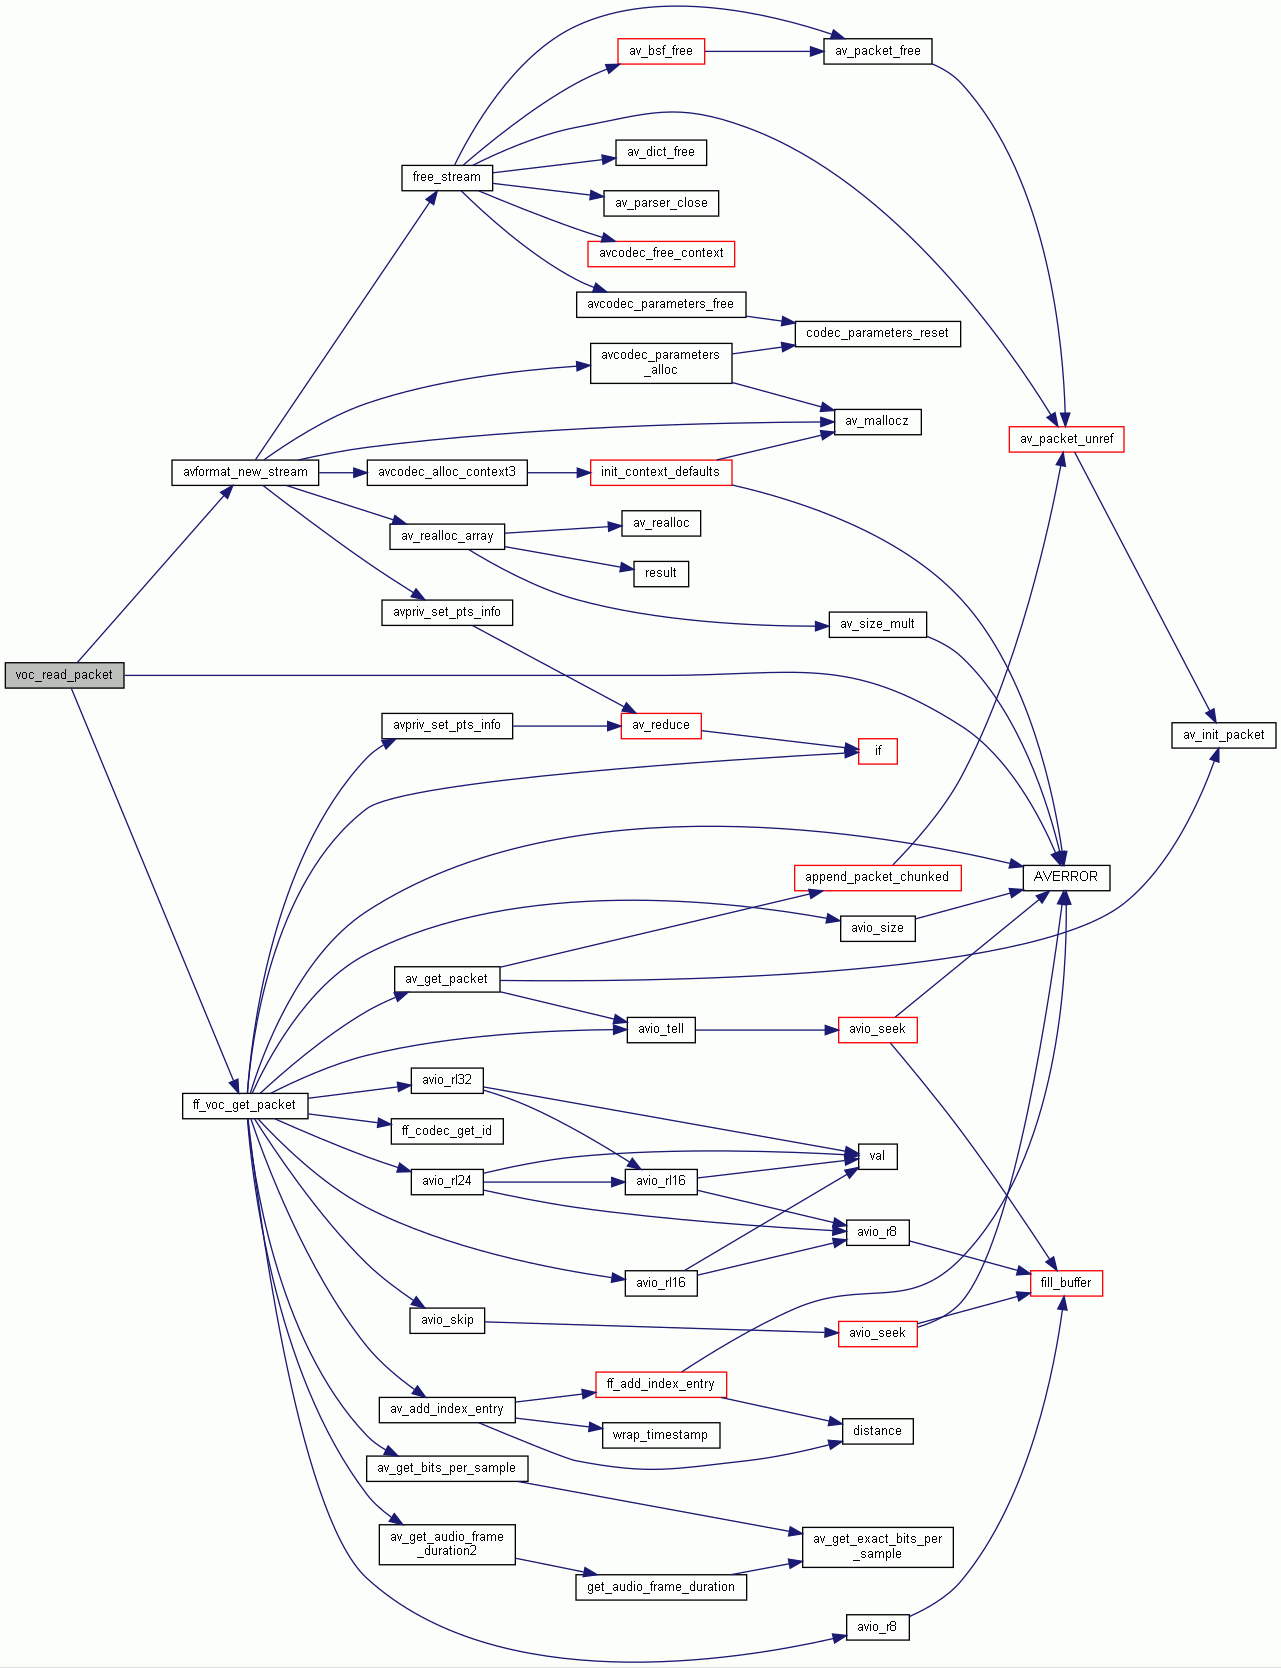 av_bsf_free
av_packet_free
av_dict_free
free_stream
av_parser_close
avcodec_free_context
avcodec_parameters_free
codec_parameters_reset
avcodec_parameters
_alloc
av_mallocz
av_packet_unref
avformat_new_stream
avcodec_alloc_context3
init_context_defaults
av_realloc
av_realloc_array
result
avpriv_set_pts_info
av_size_mult
voc_read_packet
avpriv_set_pts_info
av_reduce
av_init_packet
if
append_packet_chunked
AVERROR
avio_size
av_get_packet
avio_tell
avio_seek
avio_rl32
ff_voc_get_packet
ff_codec_get_id
val
avio_rl24
avio_rl16
avio_r8
avio_rl16
fill_buffer
avio_skip
avio_seek
ff_add_index_entry
av_add_index_entry
distance
wrap_timestamp
av_get_bits_per_sample
av_get_audio_frame
_duration2
av_get_exact_bits_per
_sample
get_audio_frame_duration
avio_r8